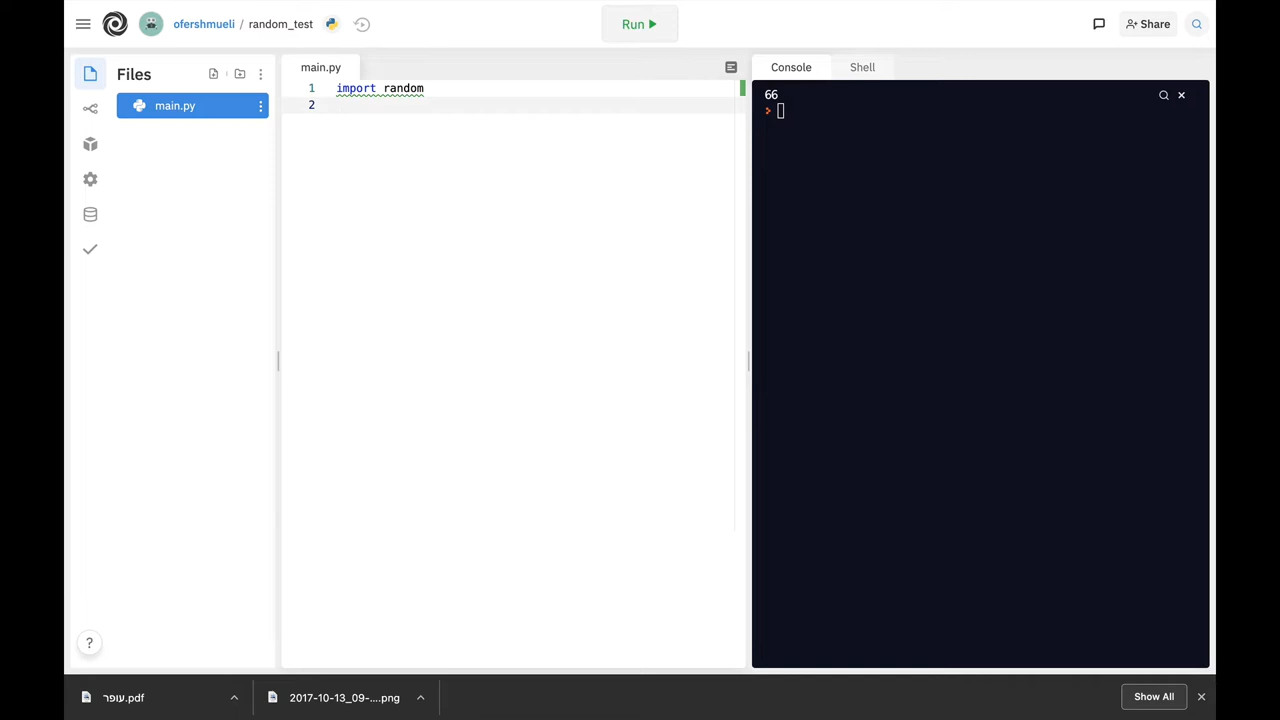 ofershmueli / random_test
Run
Share
Files
main.py
main.py
1 import random
2
Console
Shell
66
?
עופר.pdf
2017-10-13_09-....png
Show All